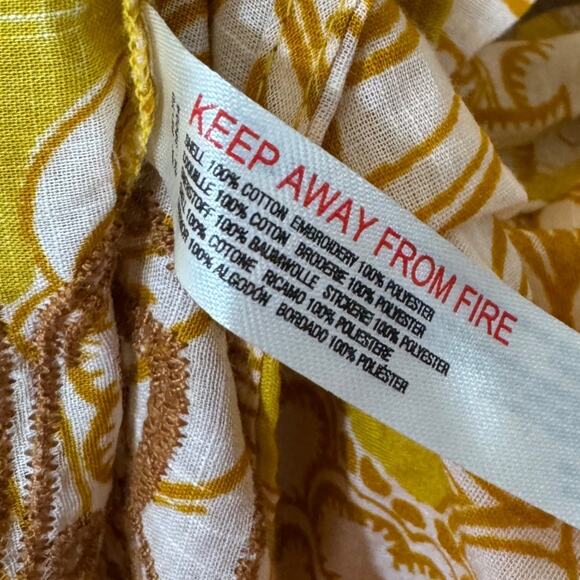 KEEP AWAY FROM FIRE
SHELL 100% COTTON EMBROIDERY 100% POLYESTER
100% COTON BRODERIE 100% POLYESTER
100% BAUMWOLLE STICKEREI 100% POLYESTER
100% COTONE RICAMO 100% POLIESTERE
100% ALGODÓN BORDADO 100% POLIÉSTER